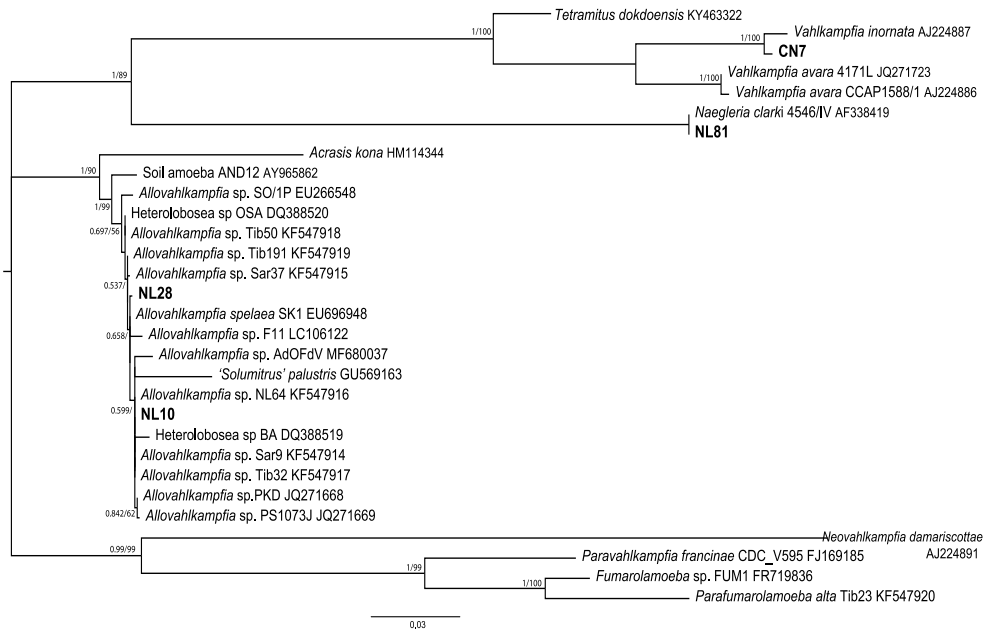 Tetramitus dokdoensis KY463322
1/100
Vahlkampfia inornata AJ224887
1/100
CN7
1/89
Vahlkampfia avara 4171L JQ271723
1/100
Vahlkampfia avara CCAP1588/1 AJ224886
Naegleria clarki 4546/IV AF338419
NL81
Acrasis kona HM114344
1/90
Soil amoeba AND12 AY965862
Allovahlkampfia sp. SO/1P EU266548
1/99
Heterolobosea sp OSA DQ388520
0.697/56
Allovahlkampfia sp. Tib50 KF547918
Allovahlkampfia sp. Tib191 KF547919
Allovahlkampfia sp. Sar37 KF547915
0.537/
NL28
Allovahlkampfia spelaea SK1 EU696948
0.658/
Allovahlkampfia sp. F11 LC106122
Allovahlkampfia sp. AdOFdV MF680037
'Solumitrus' palustris GU569163
Allovahlkampfia sp. NL64 KF547916
0.599/
NL10
Heterolobosea sp BA DQ388519
Allovahlkampfia sp. Sar9 KF547914
Allovahlkampfia sp. Tib32 KF547917
Allovahlkampfia sp.PKD JQ271668
0.842/62
Allovahlkampfia sp. PS1073J JQ271669
Neovahlkampfia damariscottae
AJ224891
0.99/99
Paravahlkampfia francinae CDC_V595 FJ169185
1/99
Fumarolamoeba sp. FUM1 FR719836
1/100
Parafumarolamoeba alta Tib23 KF547920
0,03